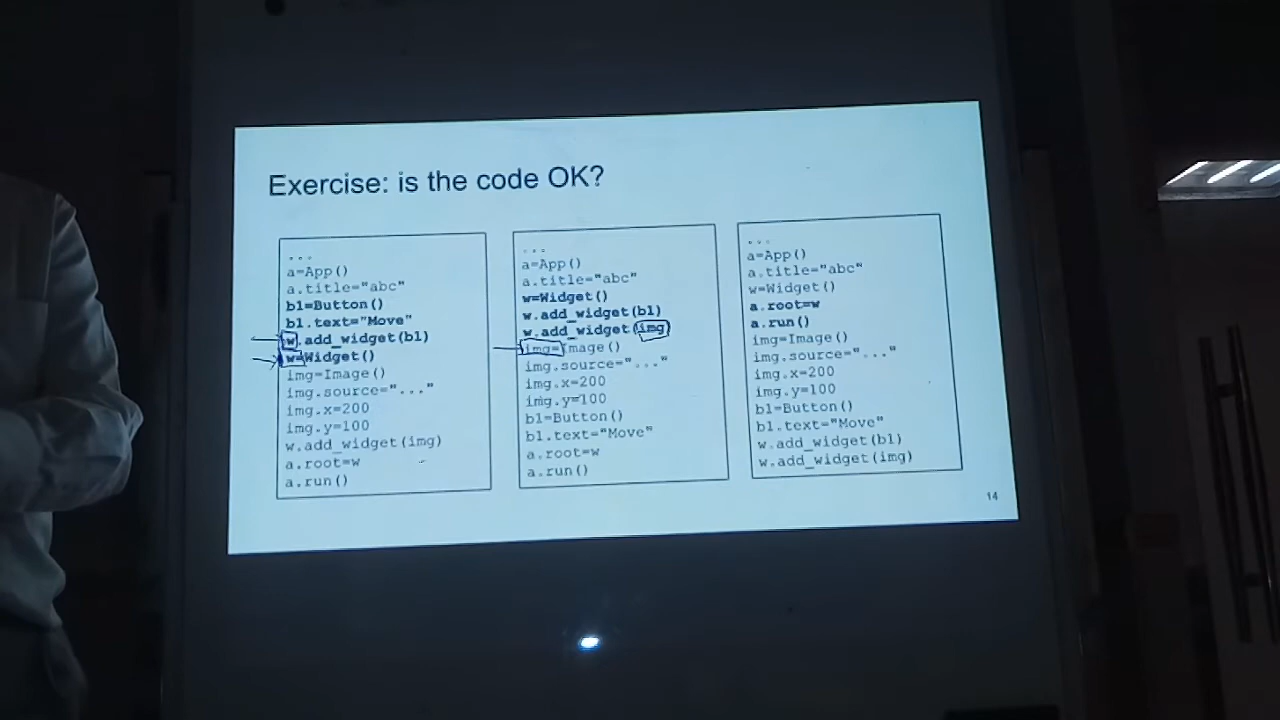 Exercise: is the code OK?
...
a=App()
a.title="abc"
b1=Button()
b1.text="Move"
w.add_widget(b1)
w=Widget()
img=Image()
img.source="..."
img.x=200
img.y=100
w.add_widget(img)
a.root=w
a.run()
...
a=App()
a.title="abc"
w=Widget()
w.add_widget(b1)
w.add_widget(img)
img=Image()
img.source="..."
img.x=200
img.y=100
b1=Button()
b1.text="Move"
a.root=w
a.run()
...
a=App()
a.title="abc"
w=Widget()
a.root=w
a.run()
img=Image()
img.source="..."
img.x=200
img.y=100
b1=Button()
b1.text="Move"
w.add_widget(b1)
w.add_widget(img)
14